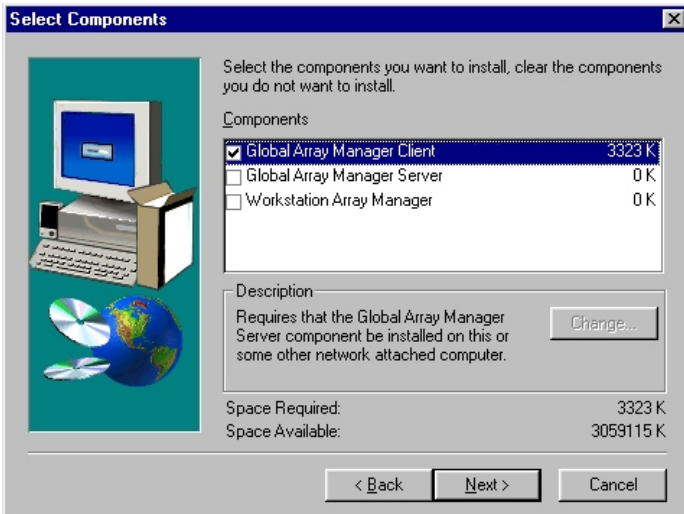 Select Components
Select the components you want to install, clear the components
you do not want to install.
Components
Global Array Manager Client 3323 K
Global Array Manager Server 0 K
Workstation Array Manager 0 K
Description
Requires that the Global Array Manager
Server component be installed on this or
some other network attached computer.
Change...
Space Required: 3323 K
Space Available: 3059115 K
< Back Next > Cancel